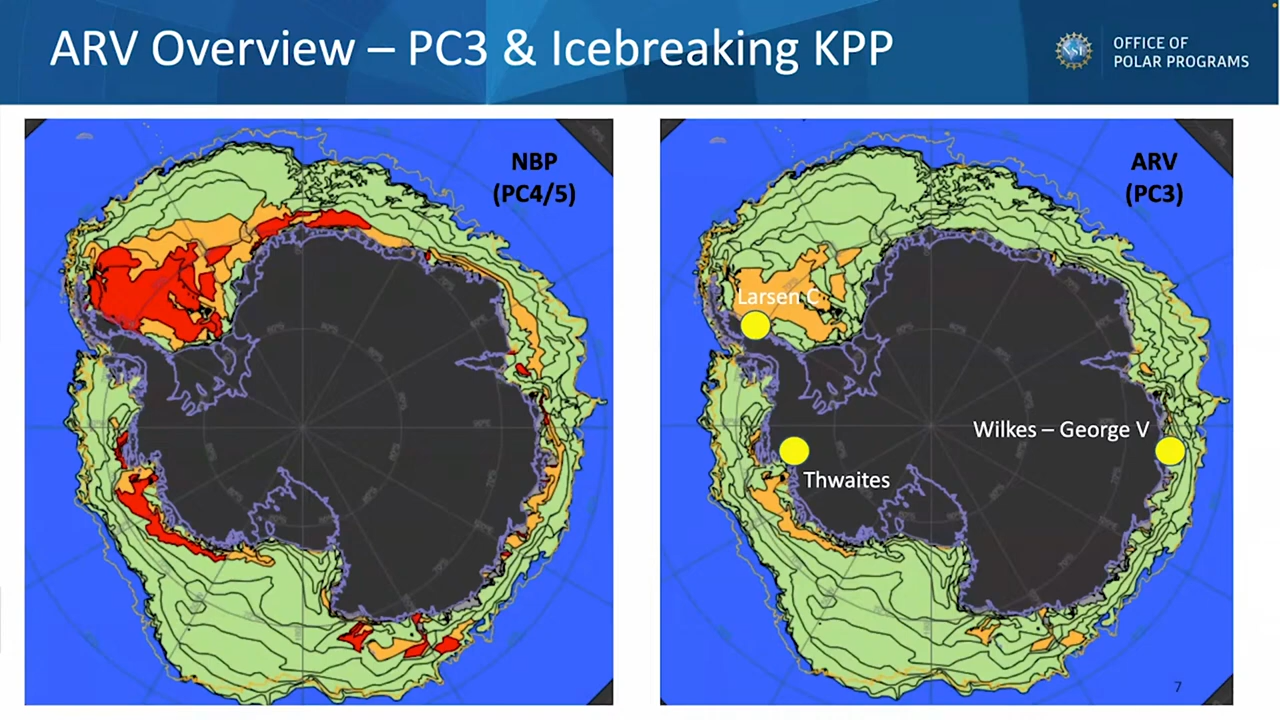 ARV Overview – PC3 & Icebreaking KPP
NSF
OFFICE OF
POLAR PROGRAMS
NBP
(PC4/5)
ARV
(PC3)
Larsen C
Wilkes – George V
Thwaites
7